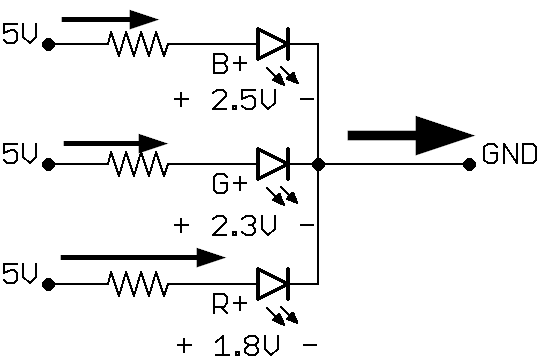 5V
B+
+ 2.5V −
5V
GND
G+
+ 2.3V −
5V
R+
+ 1.8V −